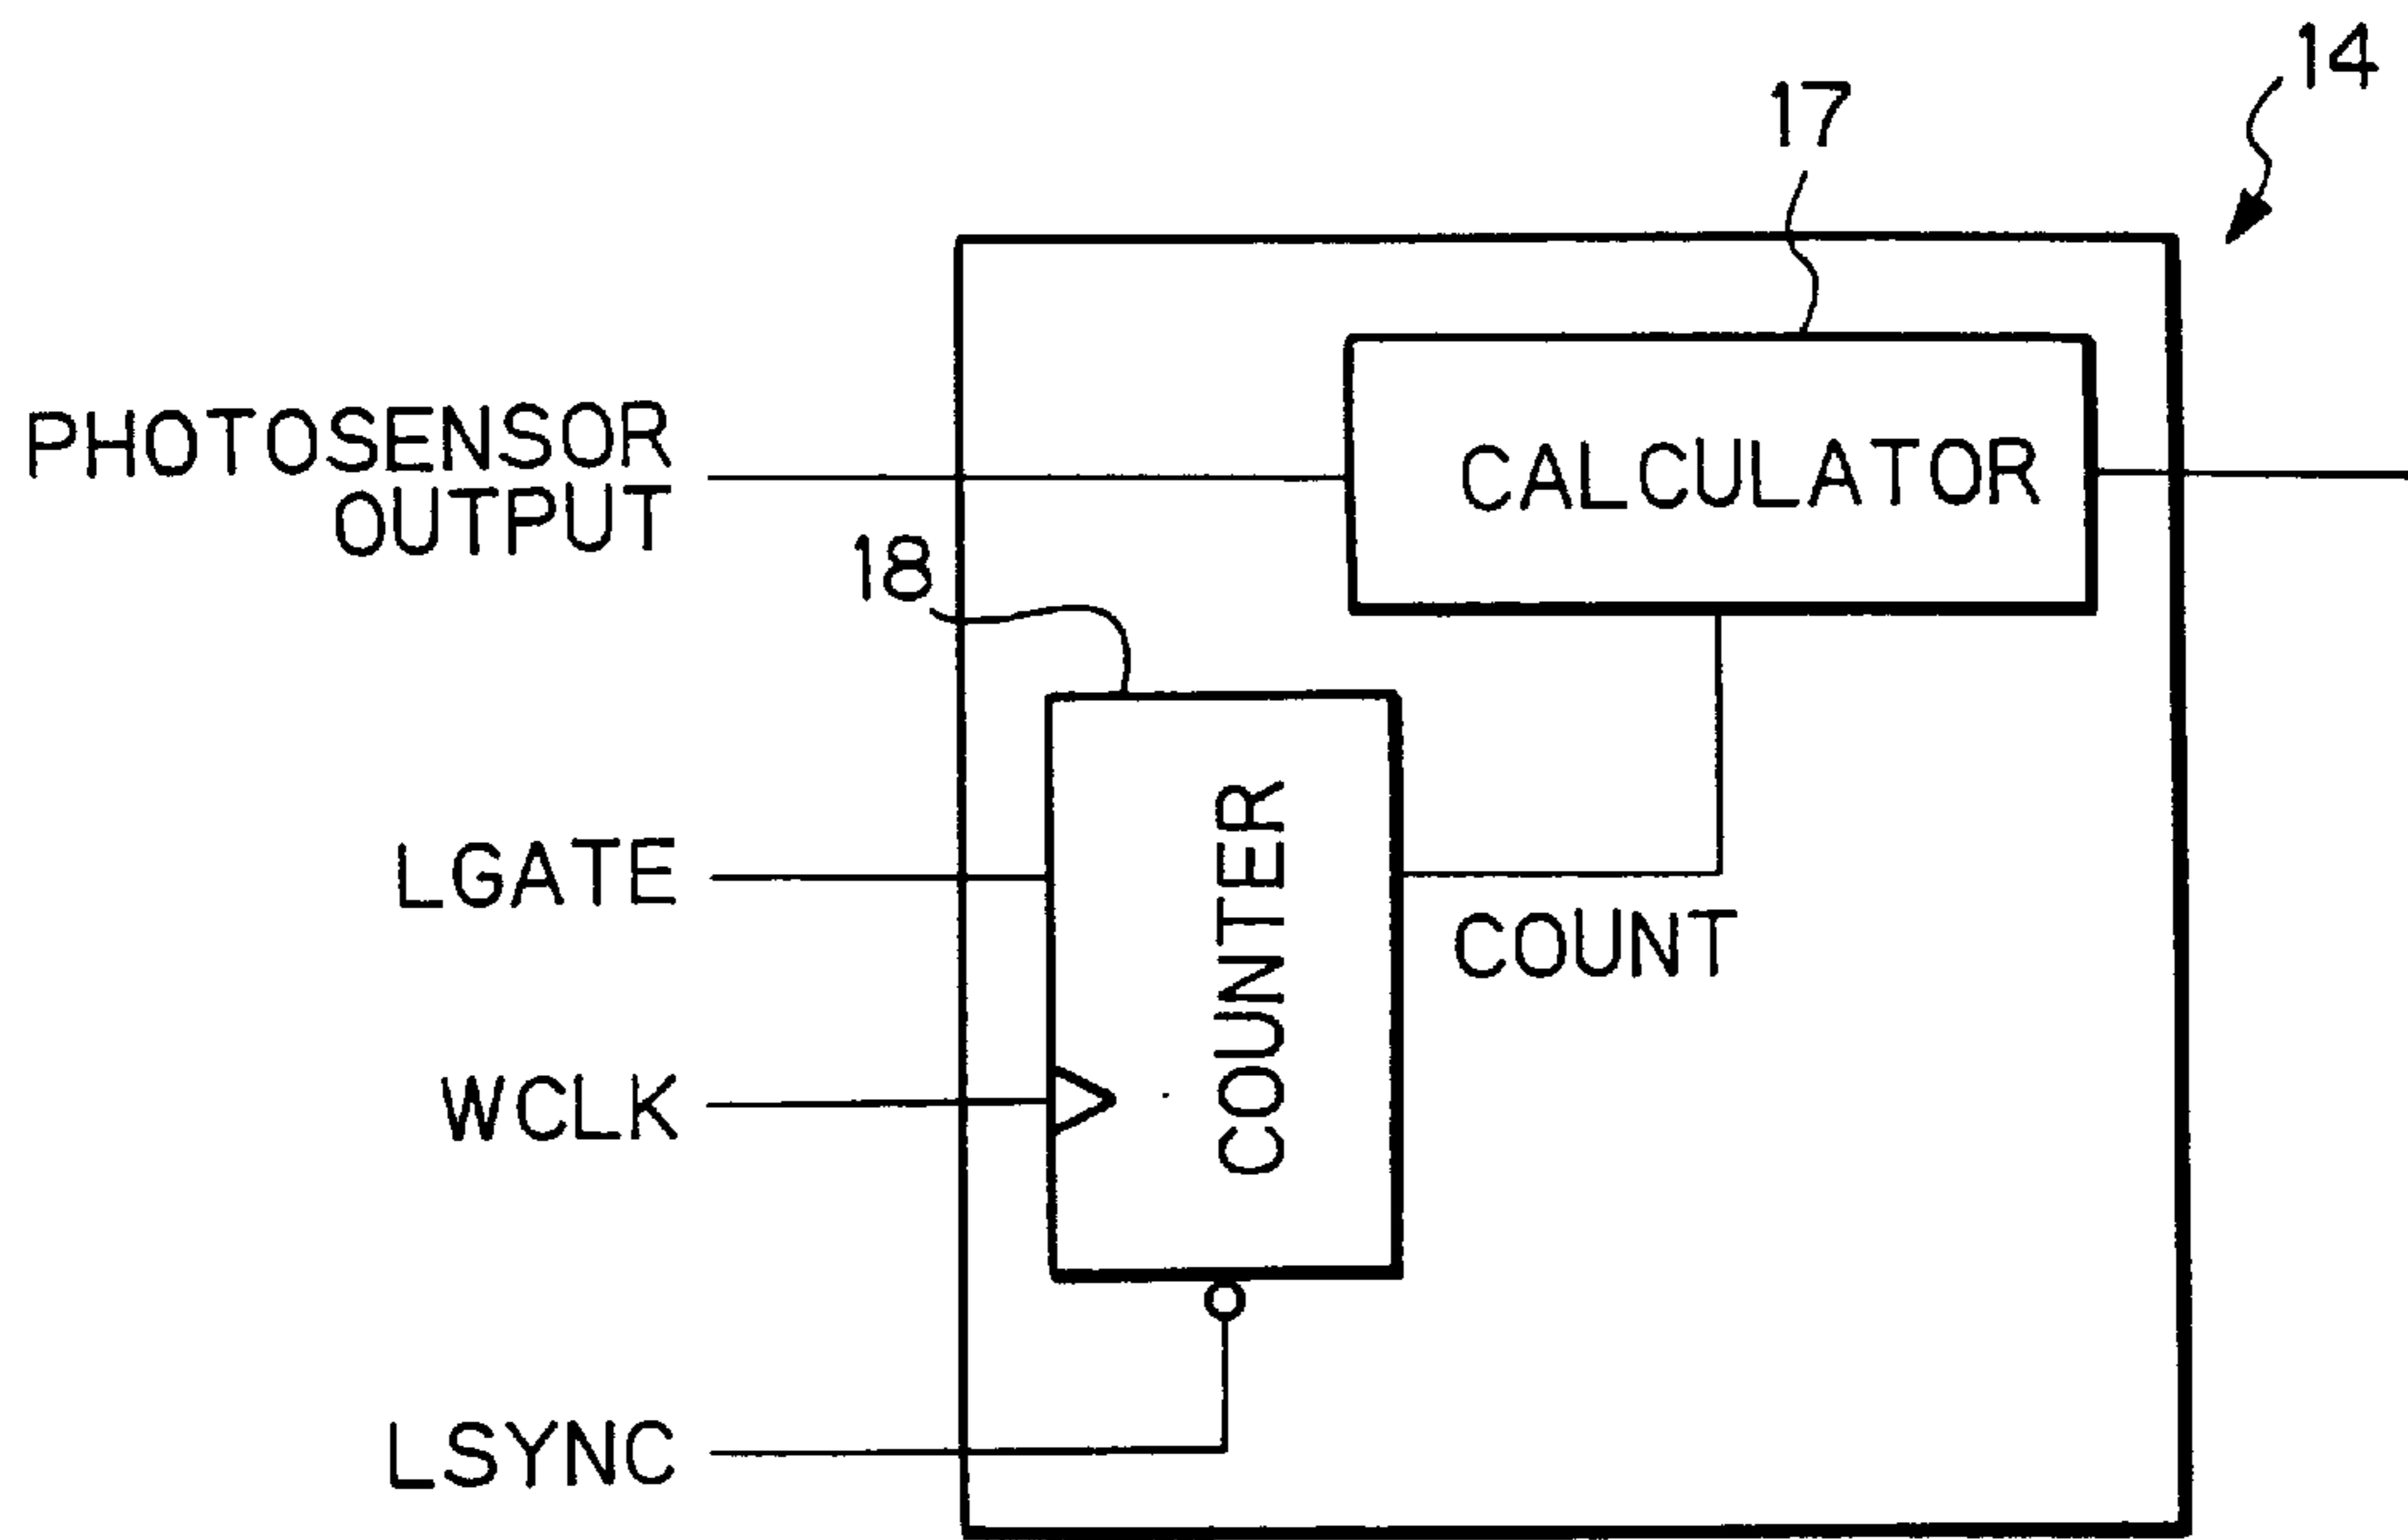 14
17
PHOTOSENSOR
OUTPUT
CALCULATOR
18
LGATE
COUNTER
COUNT
WCLK
LSYNC